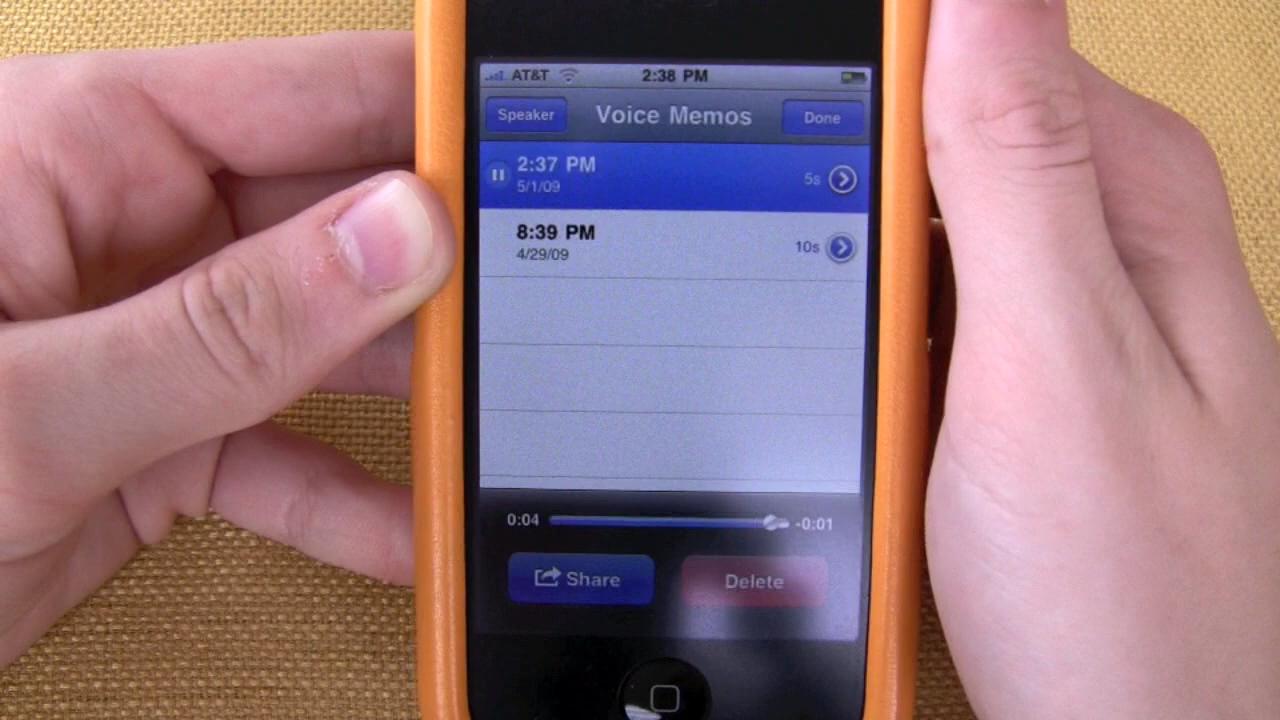 AT&T 2:38 PM
Speaker Voice Memos Done
2:37 PM
5/1/09 5s
8:39 PM
4/29/09 10s
0:04 -0:01
Share Delete